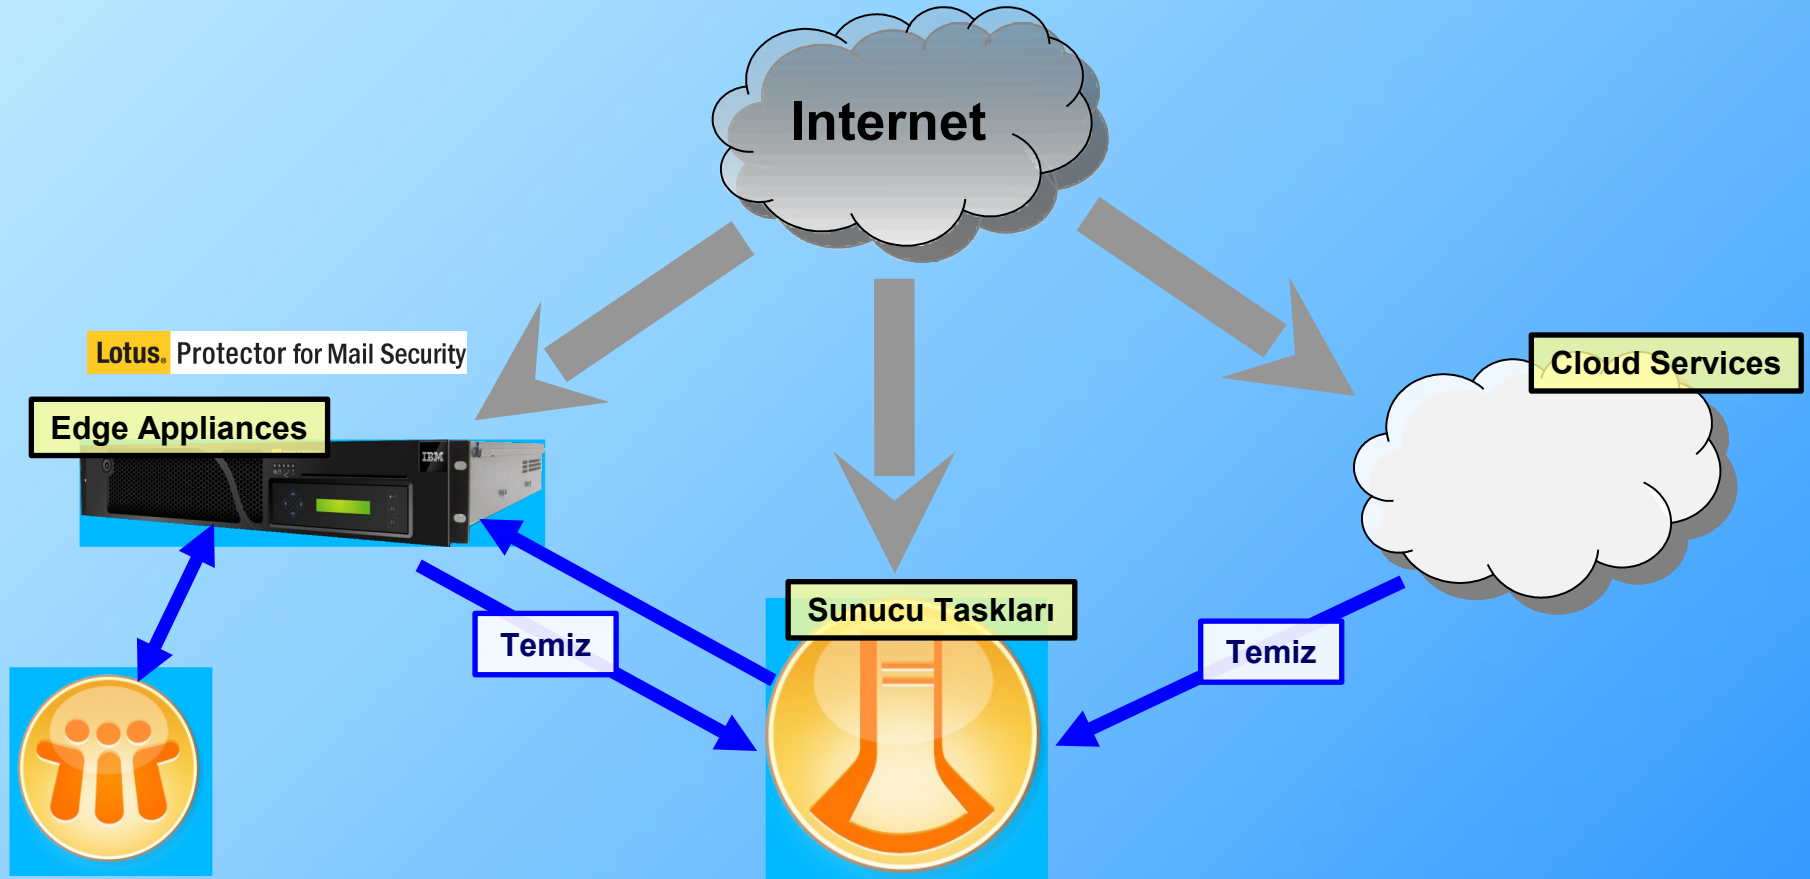 Internet
Lotus. Protector for Mail Security
Cloud Services
Edge Appliances
IBM
Sunucu Taskları
Temiz
Temiz